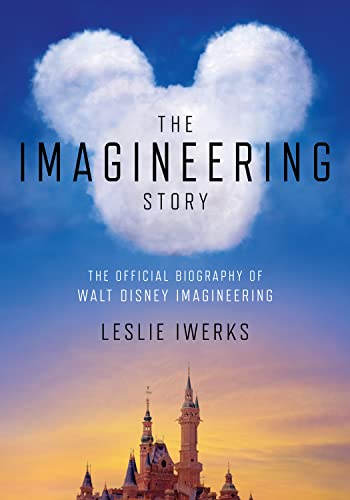 THE
IMAGINEERING
STORY
THE OFFICIAL BIOGRAPHY OF
WALT DISNEY IMAGINEERING
LESLIE IWERKS